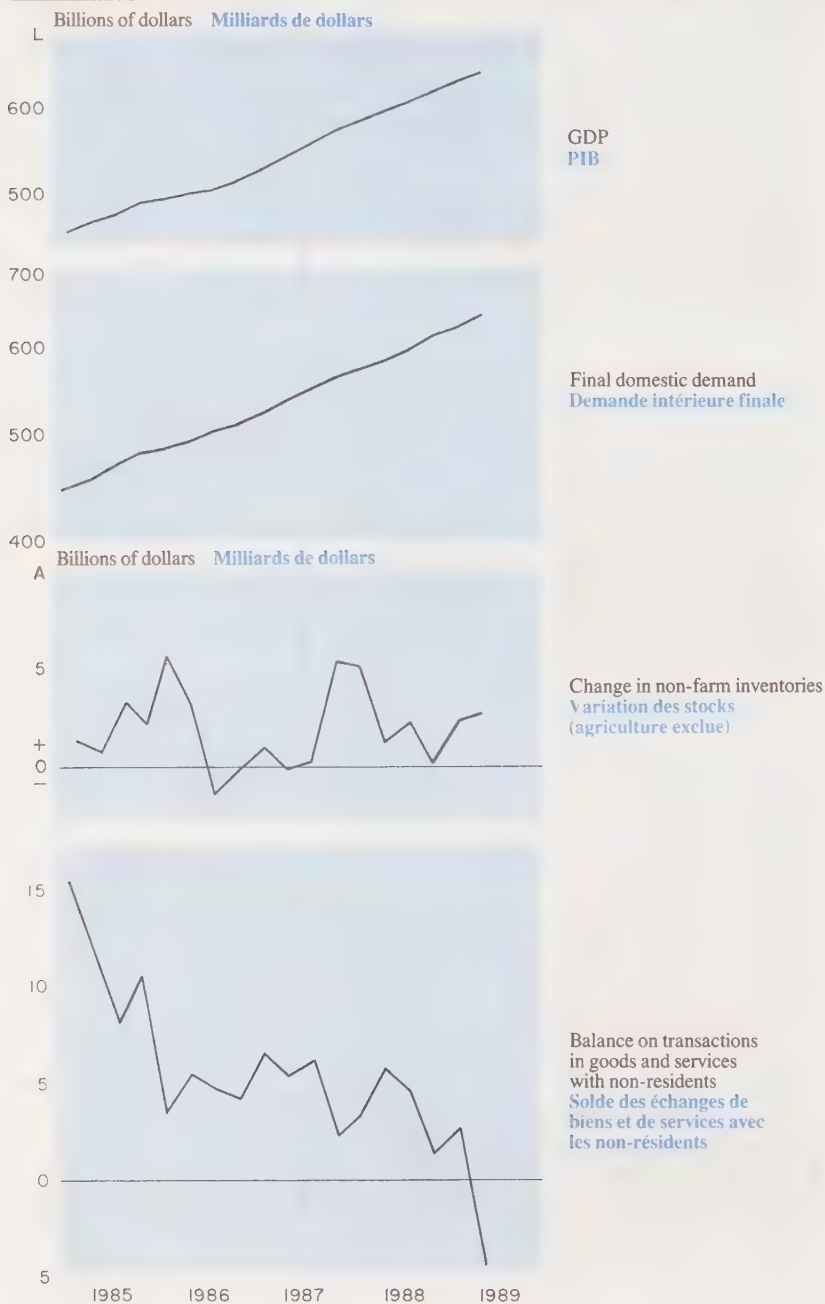 Billions of dollars Milliards de dollars
L
600
500
GDP
PIB
700
600
500
400
Final domestic demand
Demande intérieure finale
Billions of dollars Milliards de dollars
A
5
+
0
–
Change in non-farm inventories
Variation des stocks
(agriculture exclue)
15
10
5
0
5
Balance on transactions
in goods and services
with non-residents
Solde des échanges de
biens et de services avec
les non-résidents
1985 1986 1987 1988 1989